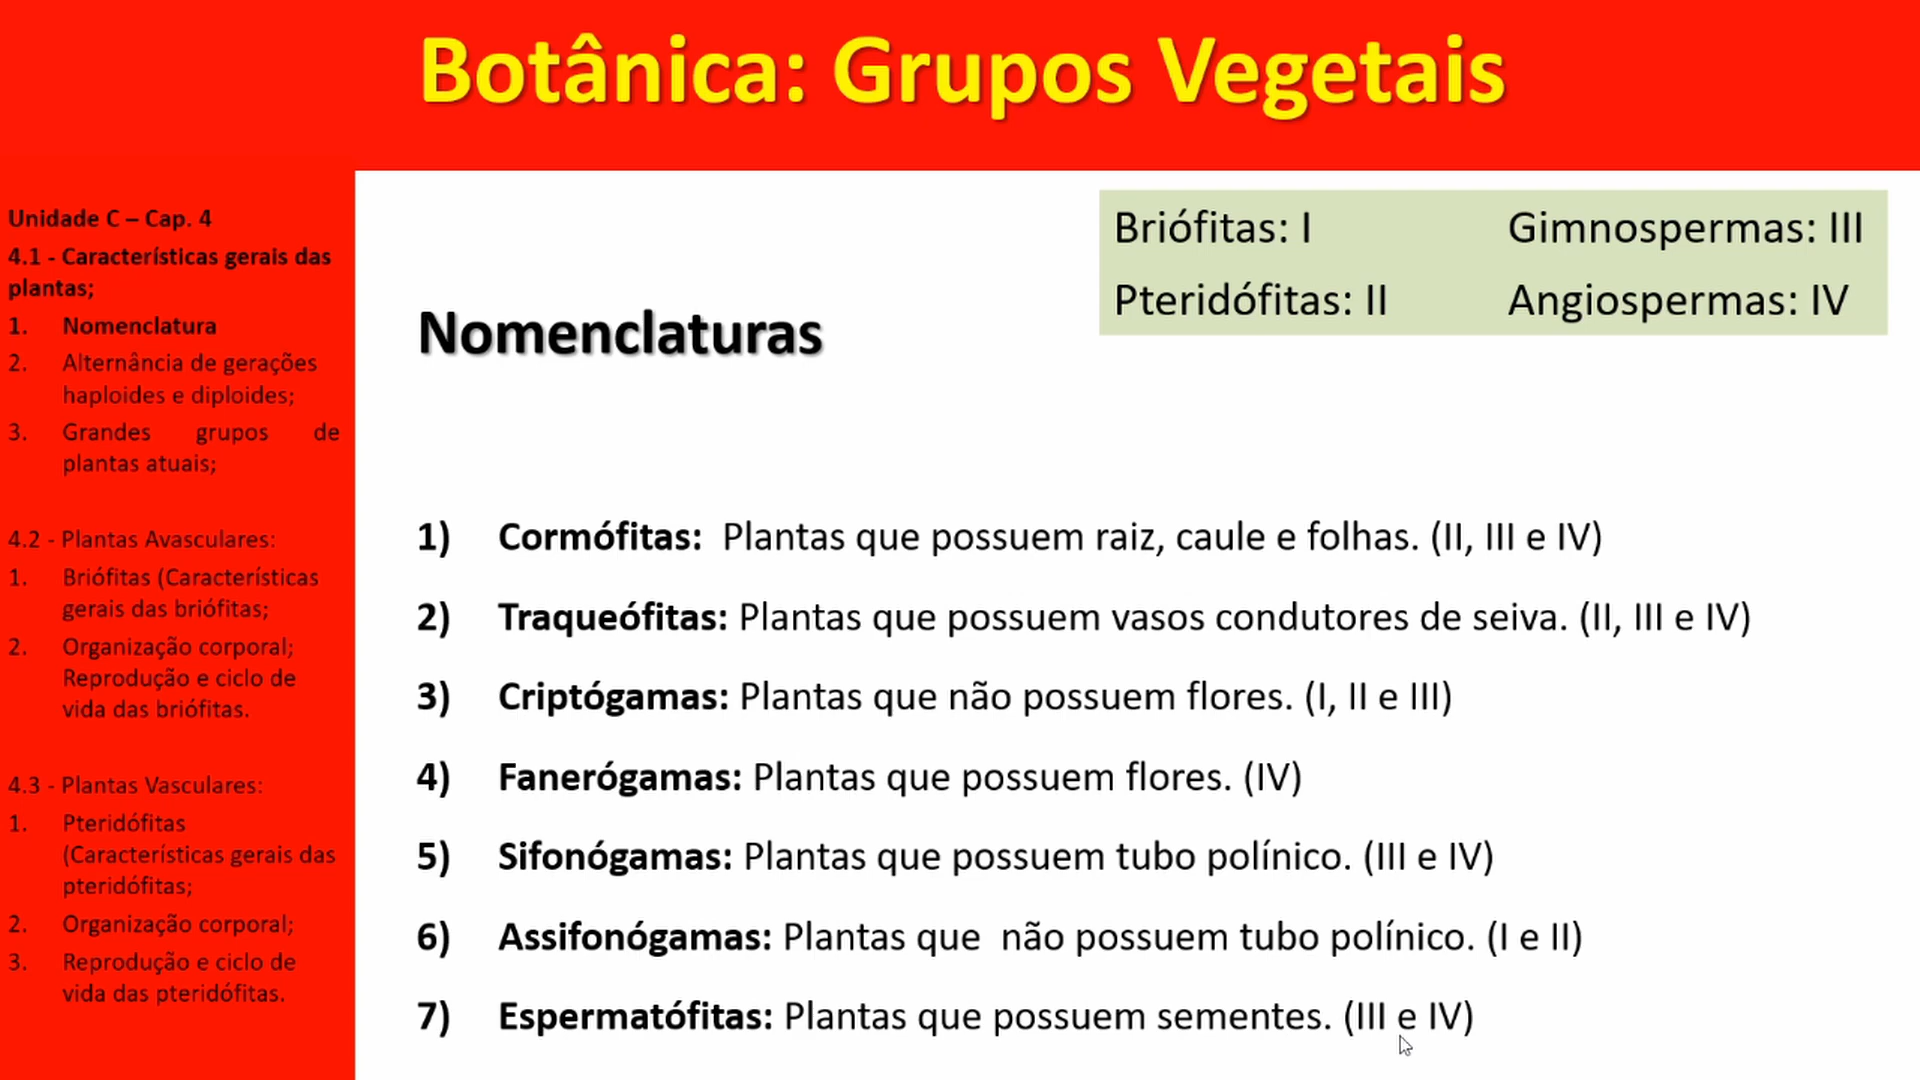 Botânica: Grupos Vegetais
Unidade C – Cap. 4
4.1 - Características gerais das
plantas;
1. Nomenclatura
2. Alternância de gerações
haploides e diploides;
3. Grandes grupos de
plantas atuais;
4.2 - Plantas Avasculares:
1. Briófitas (Características
gerais das briófitas;
2. Organização corporal;
Reprodução e ciclo de
vida das briófitas.
4.3 - Plantas Vasculares:
1. Pteridófitas
(Características gerais das
pteridófitas;
2. Organização corporal;
3. Reprodução e ciclo de
vida das pteridófitas.
Briófitas: I Gimnospermas: III
Pteridófitas: II Angiospermas: IV
Nomenclaturas
1) Cormófitas: Plantas que possuem raiz, caule e folhas. (II, III e IV)
2) Traqueófitas: Plantas que possuem vasos condutores de seiva. (II, III e IV)
3) Criptógamas: Plantas que não possuem flores. (I, II e III)
4) Fanerógamas: Plantas que possuem flores. (IV)
5) Sifonógamas: Plantas que possuem tubo polínico. (III e IV)
6) Assifonógamas: Plantas que não possuem tubo polínico. (I e II)
7) Espermatófitas: Plantas que possuem sementes. (III e IV)